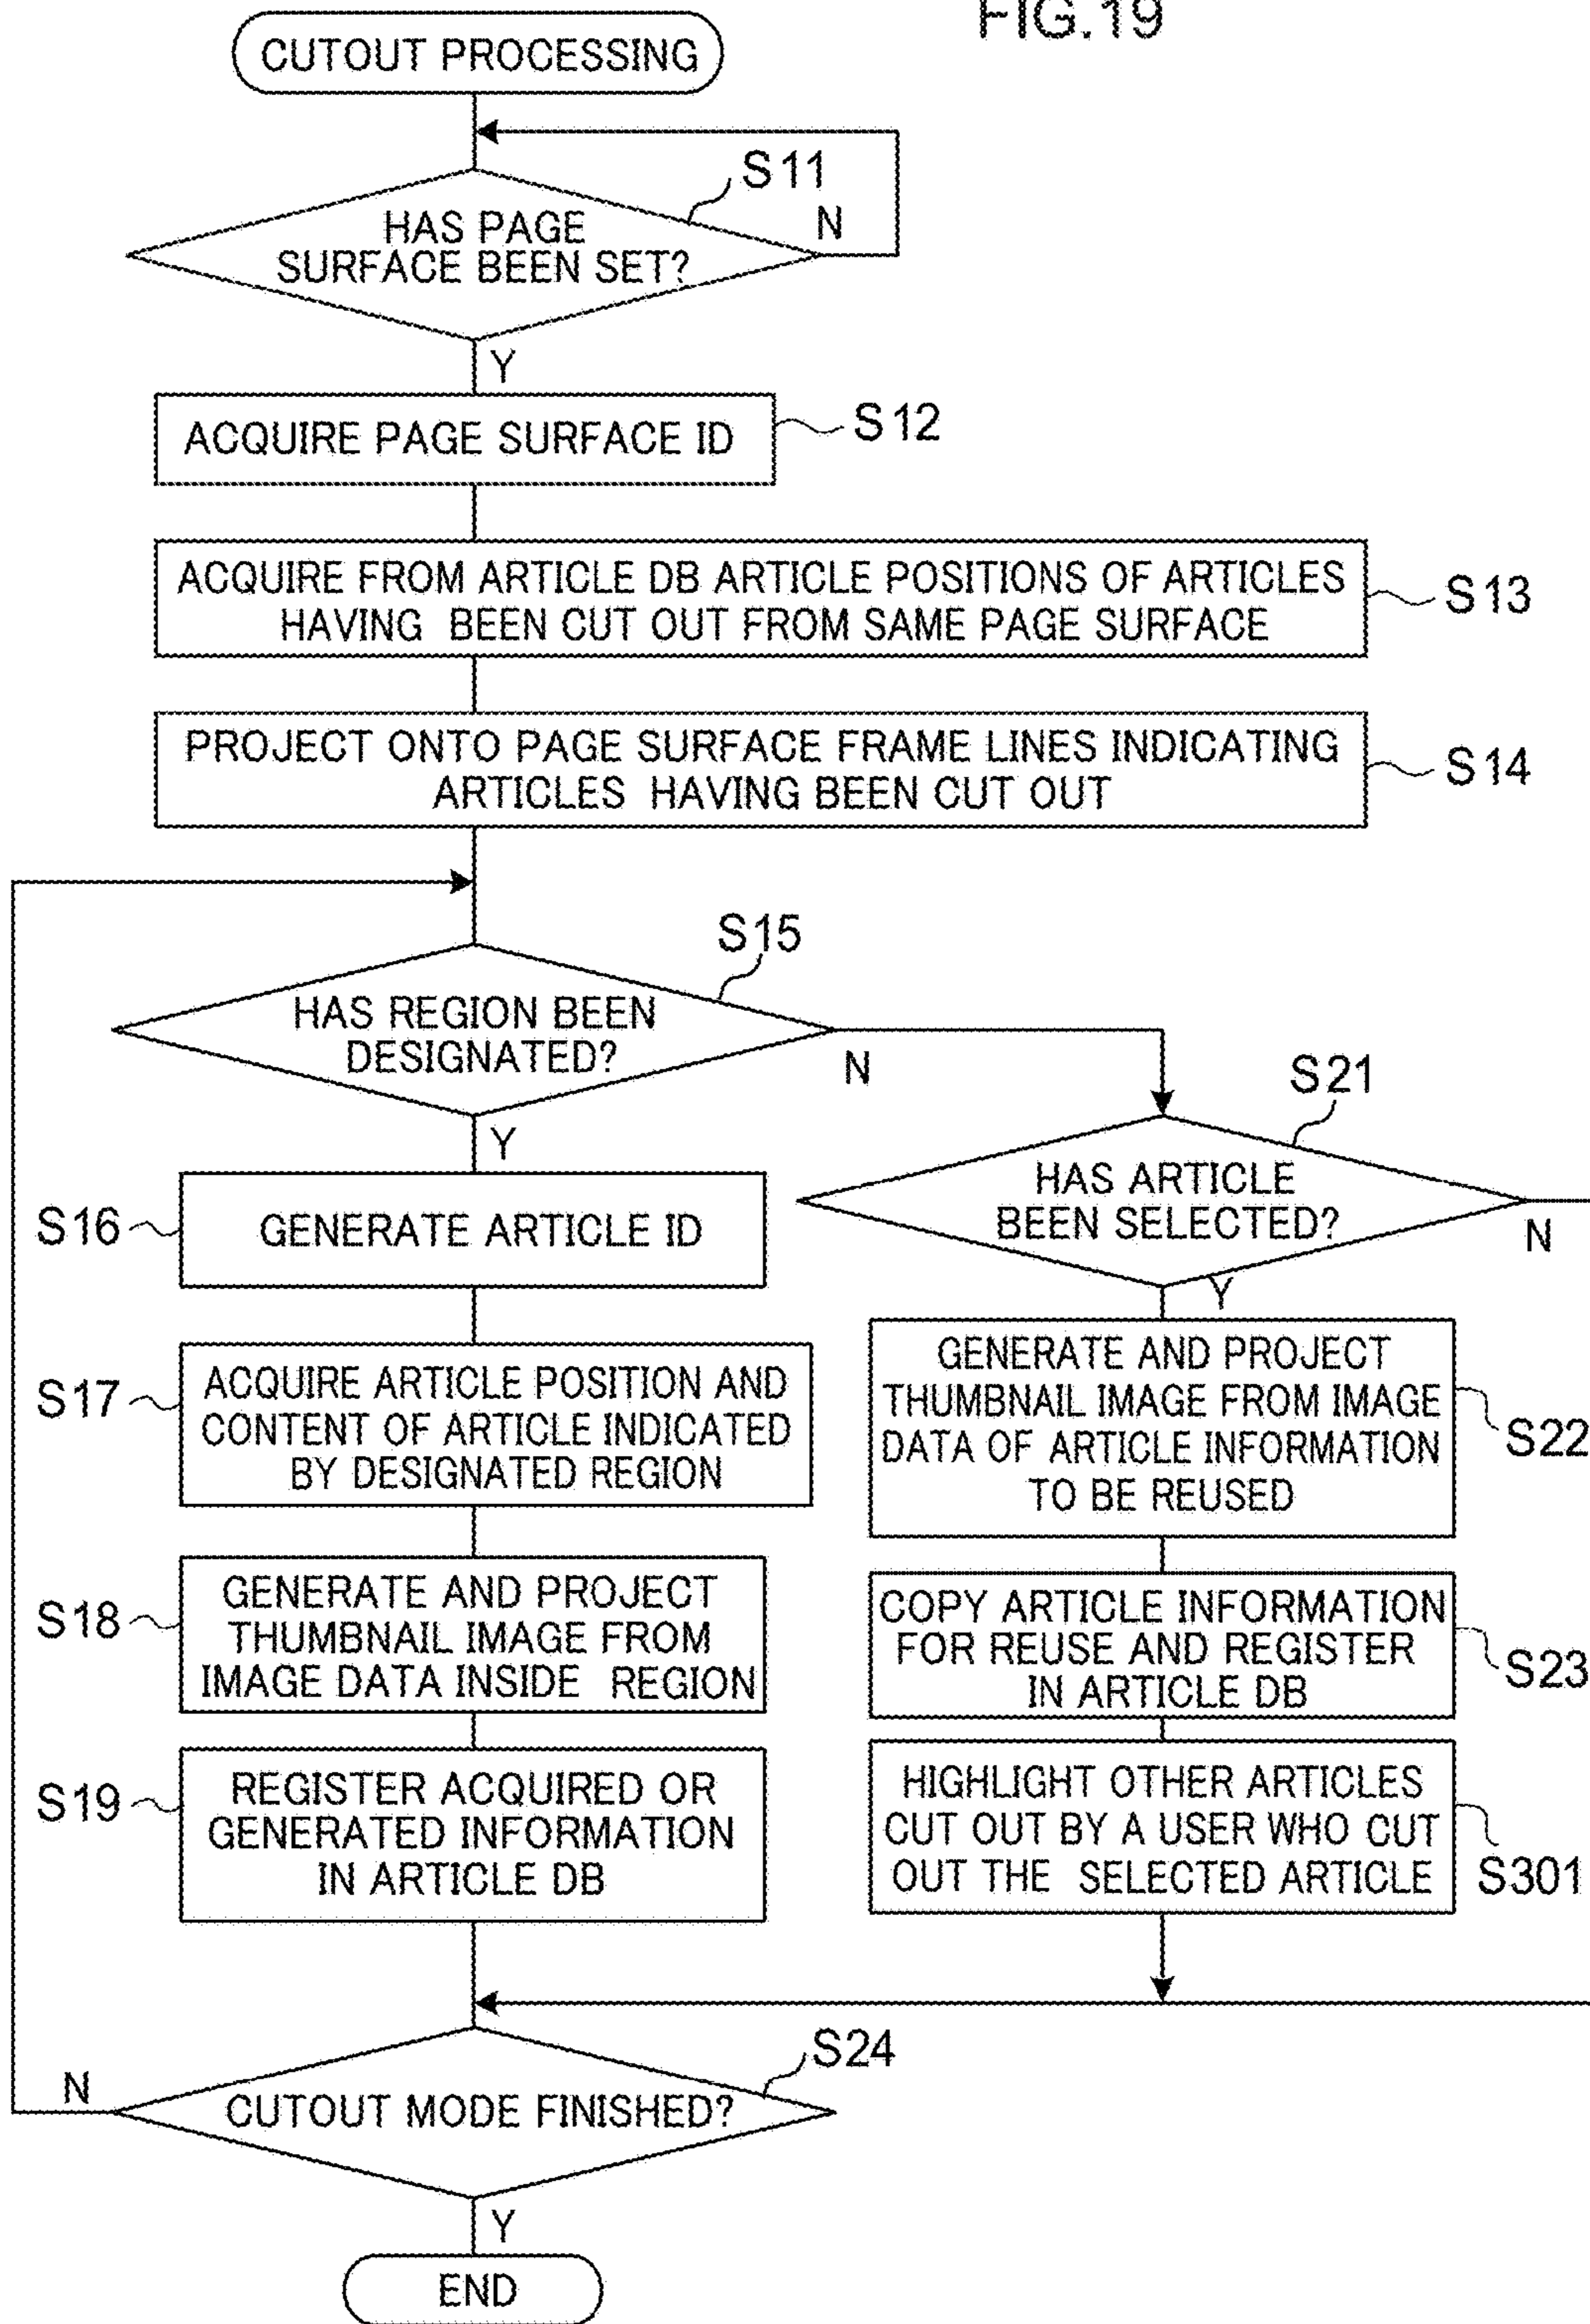 FIG.19
CUTOUT PROCESSING
S11
HAS PAGE
SURFACE BEEN SET?
N
Y
ACQUIRE PAGE SURFACE ID
S12
ACQUIRE FROM ARTICLE DB ARTICLE POSITIONS OF ARTICLES
HAVING BEEN CUT OUT FROM SAME PAGE SURFACE
S13
PROJECT ONTO PAGE SURFACE FRAME LINES INDICATING
ARTICLES HAVING BEEN CUT OUT
S14
S15
HAS REGION BEEN
DESIGNATED?
N
Y
S16
GENERATE ARTICLE ID
S17
ACQUIRE ARTICLE POSITION AND
CONTENT OF ARTICLE INDICATED
BY DESIGNATED REGION
S18
GENERATE AND PROJECT
THUMBNAIL IMAGE FROM
IMAGE DATA INSIDE REGION
S19
REGISTER ACQUIRED OR
GENERATED INFORMATION
IN ARTICLE DB
S21
HAS ARTICLE
BEEN SELECTED?
N
Y
GENERATE AND PROJECT
THUMBNAIL IMAGE FROM IMAGE
DATA OF ARTICLE INFORMATION
TO BE REUSED
S22
COPY ARTICLE INFORMATION
FOR REUSE AND REGISTER
IN ARTICLE DB
S23
HIGHLIGHT OTHER ARTICLES
CUT OUT BY A USER WHO CUT
OUT THE SELECTED ARTICLE
S301
S24
N
CUTOUT MODE FINISHED?
Y
END